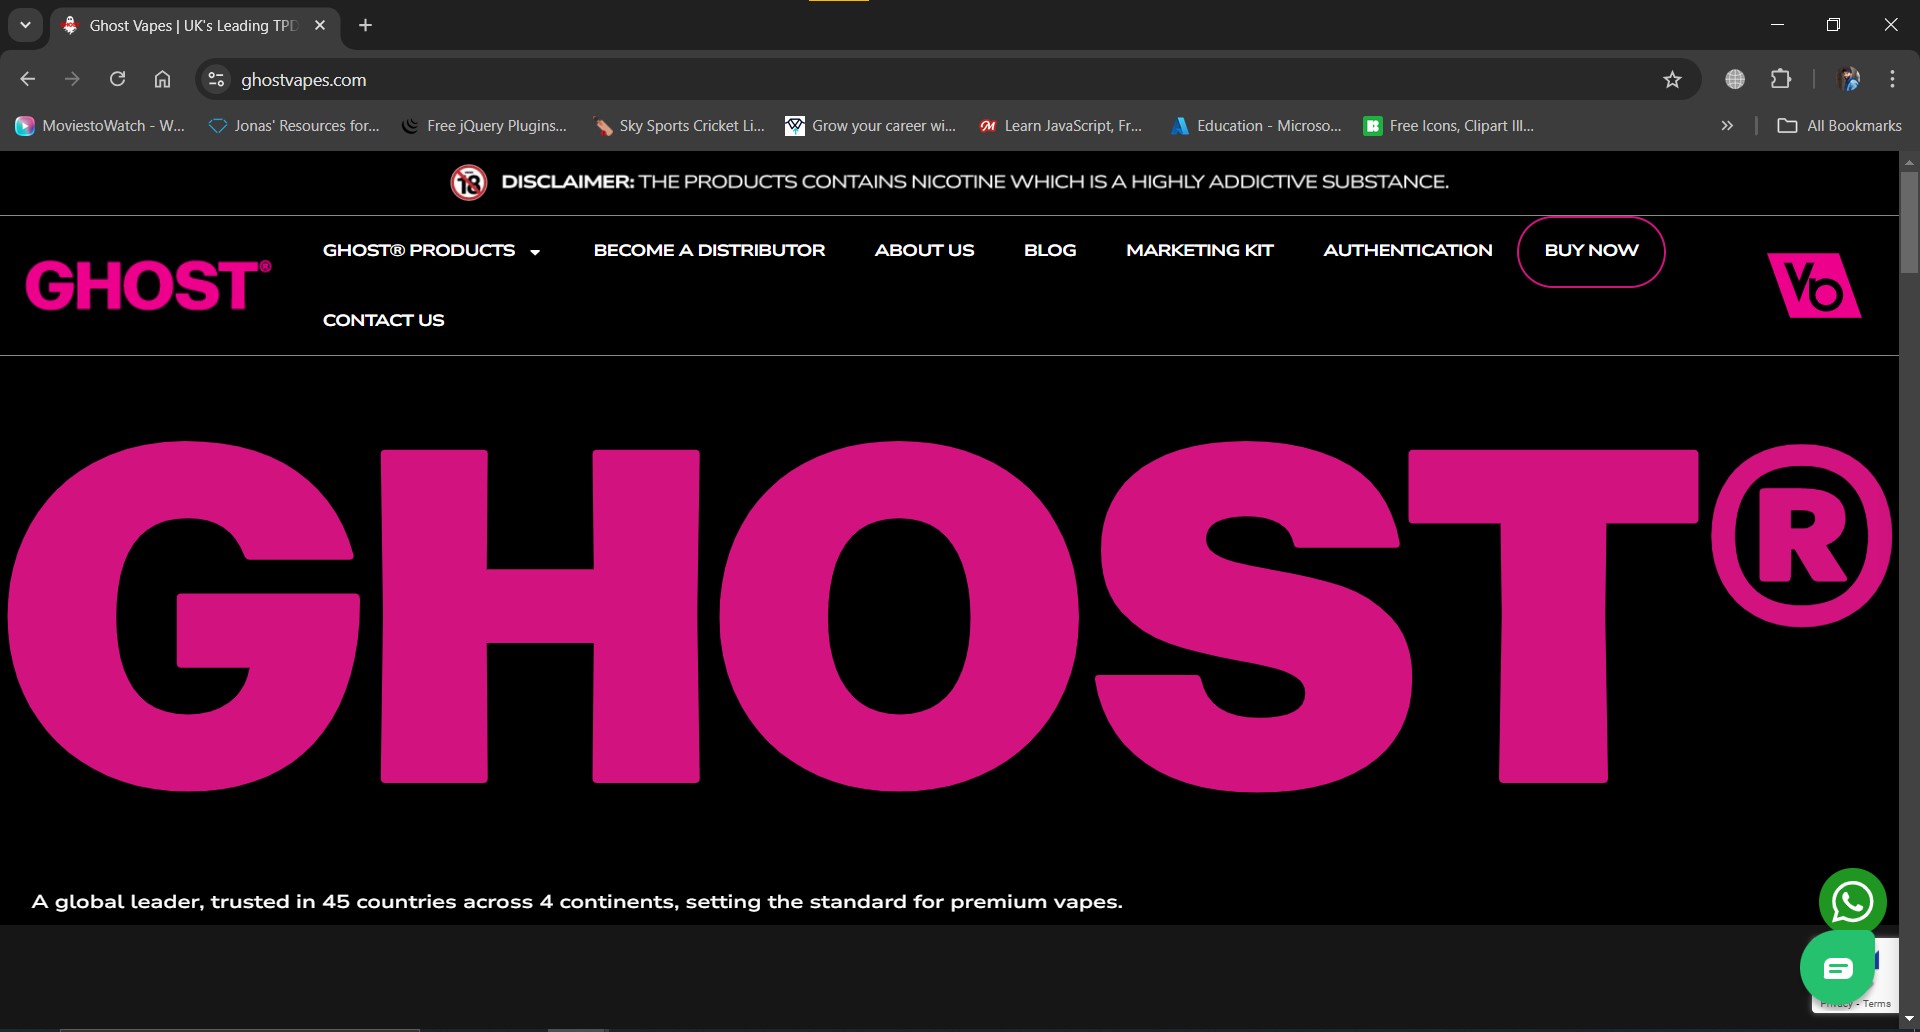 Ghost Vapes | UK's Leading TPD
ghostvapes.com
MoviestoWatch - W...
Jonas' Resources for...
Free jQuery Plugins...
Sky Sports Cricket Li...
Grow your career wi...
Learn JavaScript, Fr...
Education - Microso...
Free Icons, Clipart Ill...
All Bookmarks
18
DISCLAIMER: THE PRODUCTS CONTAINS NICOTINE WHICH IS A HIGHLY ADDICTIVE SUBSTANCE.
GHOST®
GHOST® PRODUCTS
BECOME A DISTRIBUTOR
ABOUT US
BLOG
MARKETING KIT
AUTHENTICATION
BUY NOW
CONTACT US
Vb
GHOST®
A global leader, trusted in 45 countries across 4 continents, setting the standard for premium vapes.
Privacy - Terms